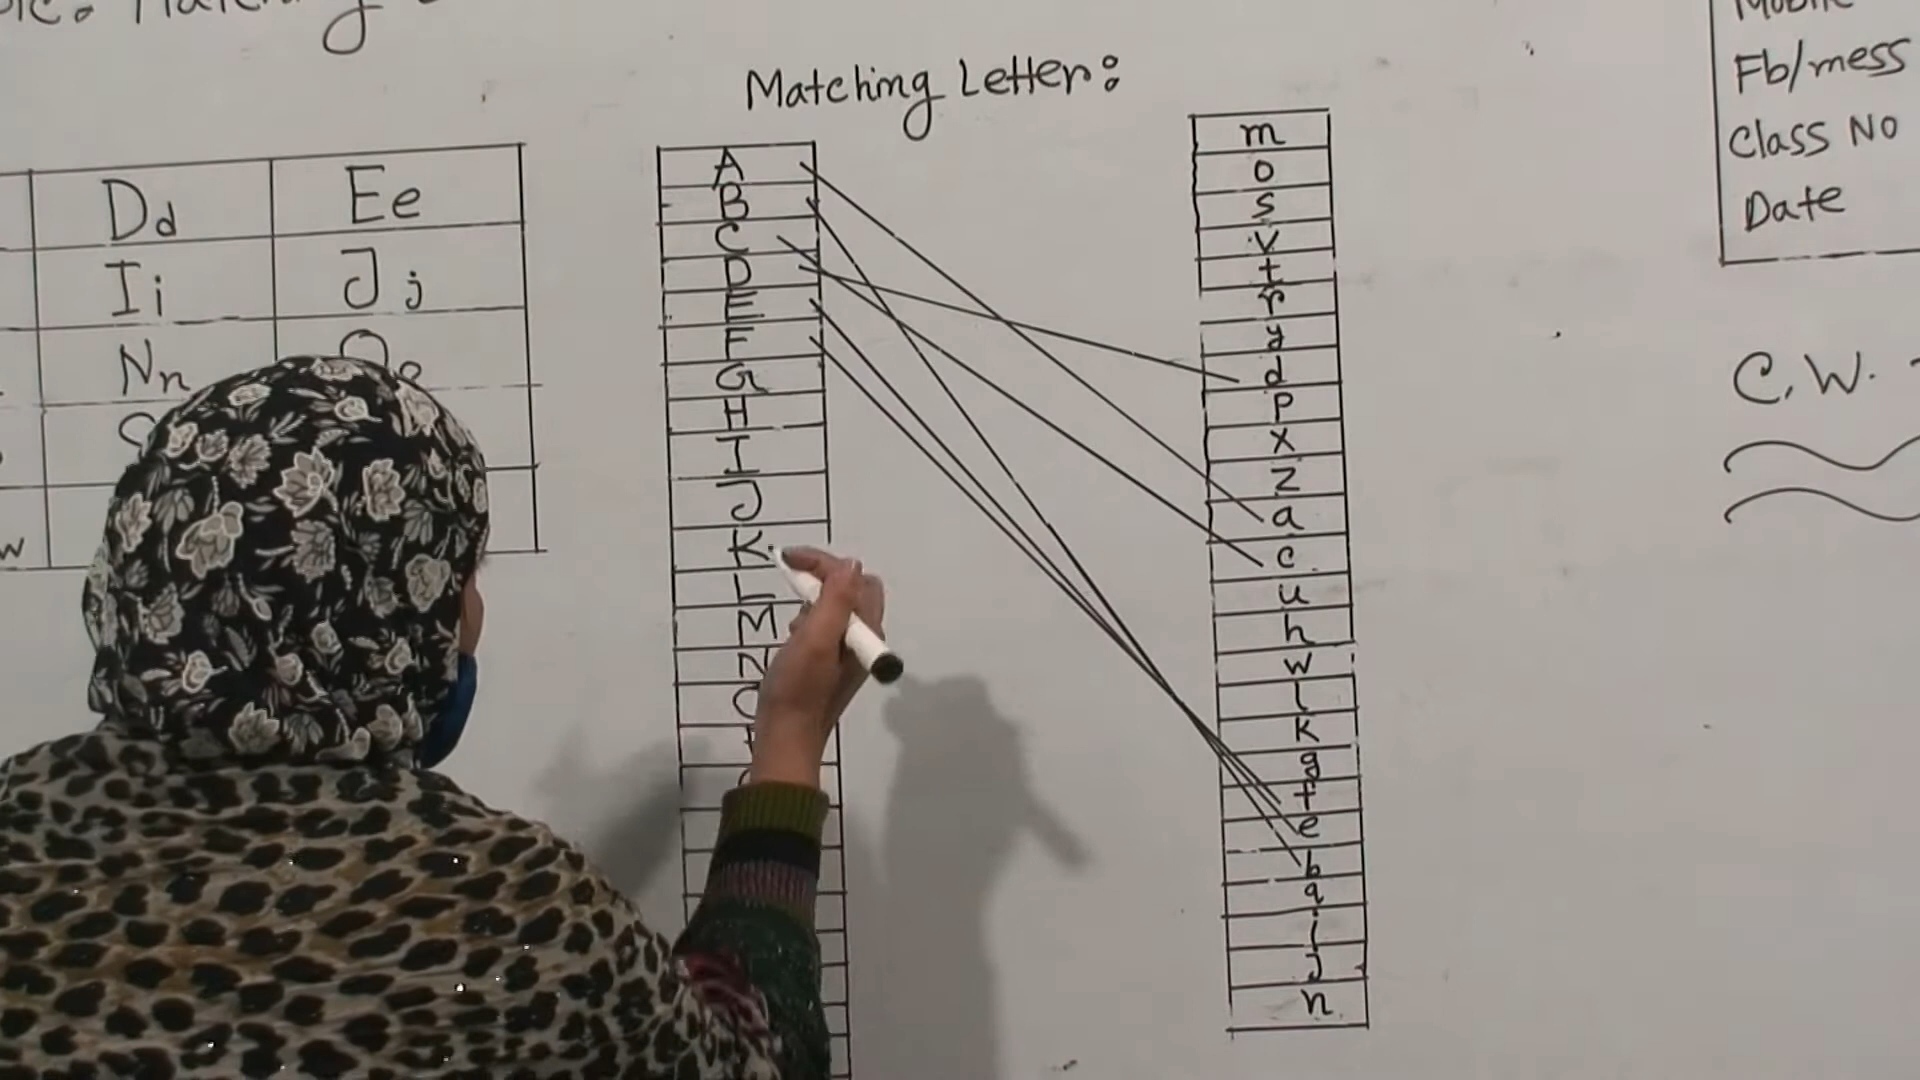 Matching Letter:
Dd Ee
Ii Jj
Nn
w
A
B
C
D
E
F
G
H
I
J
K
L
M
N
m
o
s
v
t
r
y
d
p
x
z
a
c
u
h
w
l
k
g
f
e
b
q
i
j
n
Fb/mess
Class No
Date
C.W.